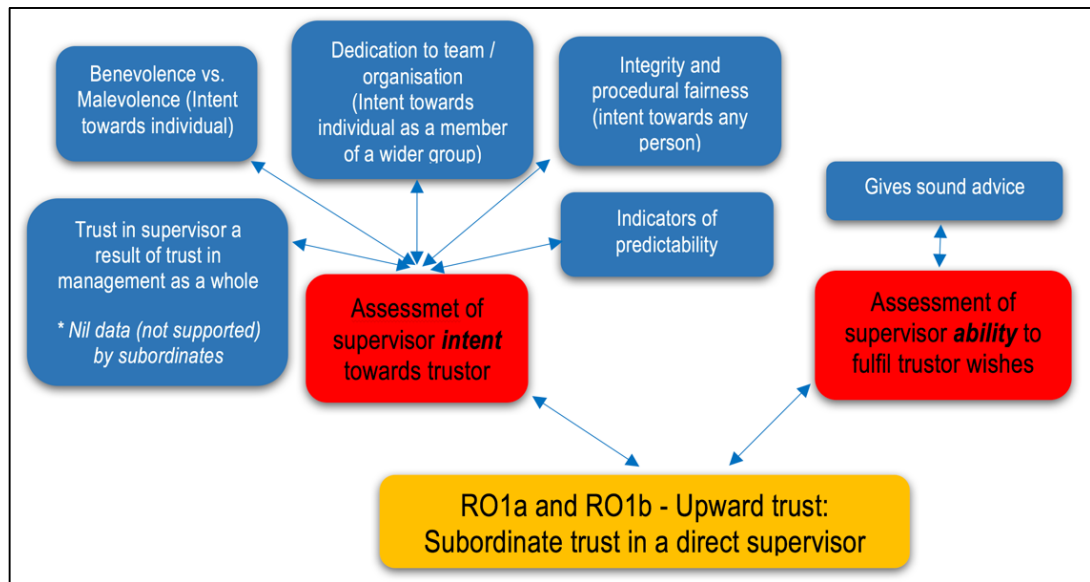 Benevolence vs.
Malevolence (Intent
towards individual)
Dedication to team /
organisation
(Intent towards
individual as a member
of a wider group)
Integrity and
procedural fairness
(intent towards any
person)
Gives sound advice
Trust in supervisor a
result of trust in
management as a whole
* Nil data (not supported)
by subordinates
Indicators of
predictability
Assessmet of
supervisor intent
towards trustor
Assessment of
supervisor ability to
fulfil trustor wishes
RO1a and RO1b - Upward trust:
Subordinate trust in a direct supervisor